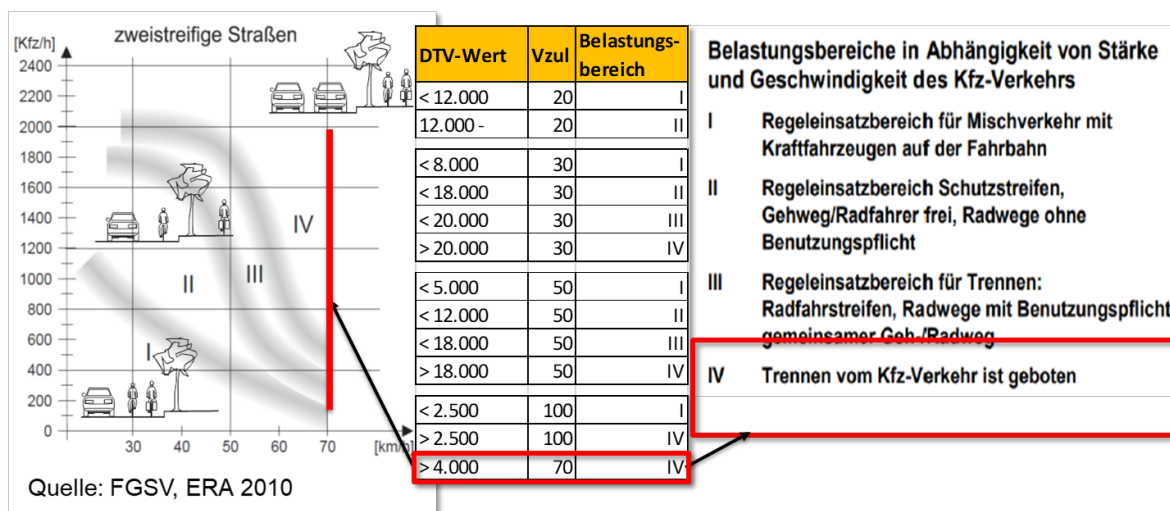 zweistreifige Straßen
[Kfz/h]
2400
2200
2000
1800
1600
1400
1200
1000
800
600
400
200
0
30 40 50 60 70 [km/h]
I
II
III
IV
Quelle: FGSV, ERA 2010
DTV-Wert Vzul Belastungs-
bereich
< 12.000 20 I
12.000 - 20 II
< 8.000 30 I
< 18.000 30 II
< 20.000 30 III
> 20.000 30 IV
< 5.000 50 I
< 12.000 50 II
< 18.000 50 III
> 18.000 50 IV
< 2.500 100 I
> 2.500 100 IV
> 4.000 70 IV
Belastungsbereiche in Abhängigkeit von Stärke
und Geschwindigkeit des Kfz-Verkehrs
I Regeleinsatzbereich für Mischverkehr mit
Kraftfahrzeugen auf der Fahrbahn
II Regeleinsatzbereich Schutzstreifen,
Gehweg/Radfahrer frei, Radwege ohne
Benutzungspflicht
III Regeleinsatzbereich für Trennen:
Radfahrstreifen, Radwege mit Benutzungspflicht
gemeinsamer Geh-/Radweg
IV Trennen vom Kfz-Verkehr ist geboten